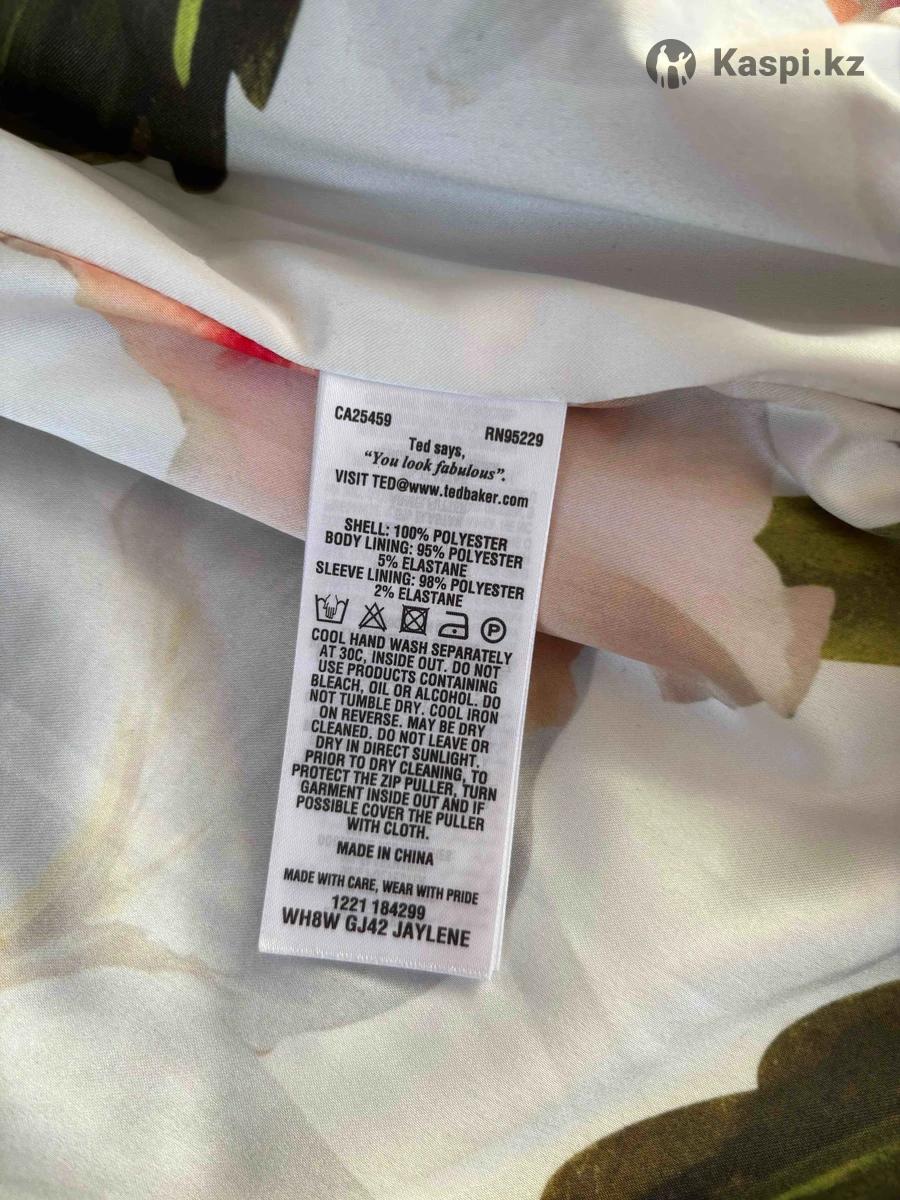 Kaspi.kz
CA25459
RN95229
Ted says,
“You look fabulous”.
VISIT TED@www.tedbaker.com
SHELL: 100% POLYESTER
BODY LINING: 95% POLYESTER
5% ELASTANE
SLEEVE LINING: 98% POLYESTER
2% ELASTANE
P
COOL HAND WASH SEPARATELY
AT 30C, INSIDE OUT. DO NOT
USE PRODUCTS CONTAINING
BLEACH, OIL OR ALCOHOL. DO
NOT TUMBLE DRY. COOL IRON
ON REVERSE. MAY BE DRY
CLEANED. DO NOT LEAVE OR
DRY IN DIRECT SUNLIGHT.
PRIOR TO DRY CLEANING, TO
PROTECT THE ZIP PULLER, TURN
GARMENT INSIDE OUT AND IF
POSSIBLE COVER THE PULLER
WITH CLOTH.
MADE IN CHINA
MADE WITH CARE, WEAR WITH PRIDE
1221 184299
WH8W GJ42 JAYLENE